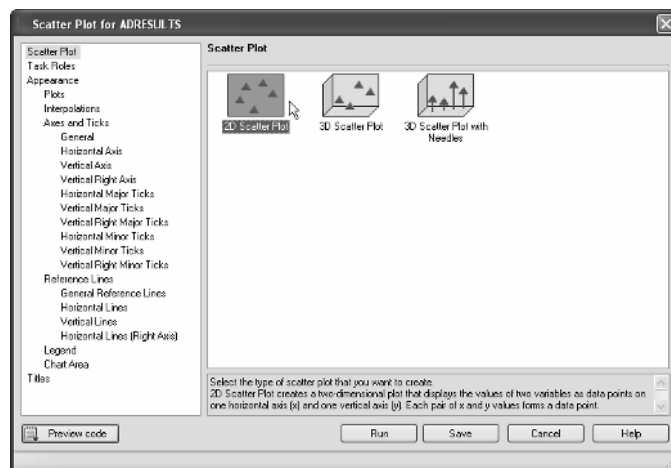 Scatter Plot for ADRESULTS
Scatter Plot
Task Roles
Appearance
Plots
Interpolations
Axes and Ticks
General
Horizontal Axis
Vertical Axis
Vertical Right Axis
Horizontal Major Ticks
Vertical Major Ticks
Vertical Right Major Ticks
Horizontal Minor Ticks
Vertical Minor Ticks
Vertical Right Minor Ticks
Reference Lines
General Reference Lines
Horizontal Lines
Vertical Lines
Horizontal Lines (Right Axis)
Legend
Chart Area
Titles
Scatter Plot
2D Scatter Plot
3D Scatter Plot
3D Scatter Plot with
Needles
Select the type of scatter plot that you want to create.
2D Scatter Plot creates a two-dimensional plot that displays the values of two variables as data points on
one horizontal axis (x) and one vertical axis (y). Each pair of x and y values forms a data point.
Preview code
Run
Save
Cancel
Help